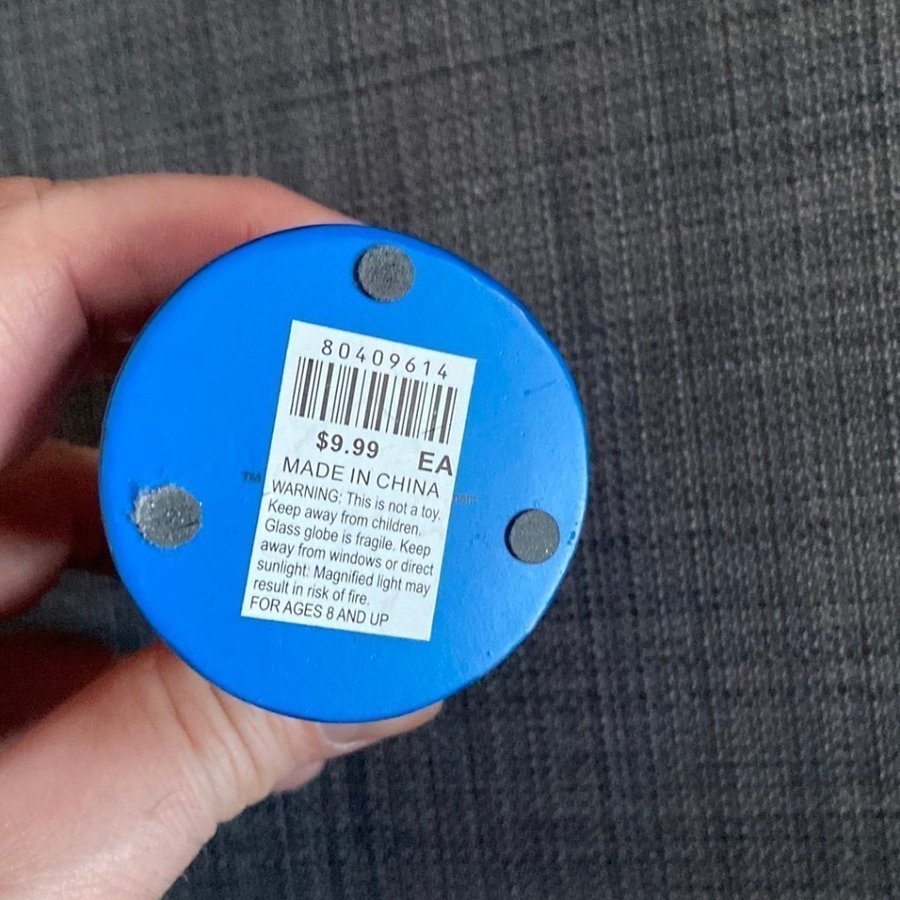 80409614
$9.99 EA
MADE IN CHINA
TM
WARNING: This is not a toy.
Keep away from children.
Glass globe is fragile. Keep
away from windows or direct
sunlight: Magnified light may
result in risk of fire.
FOR AGES 8 AND UP